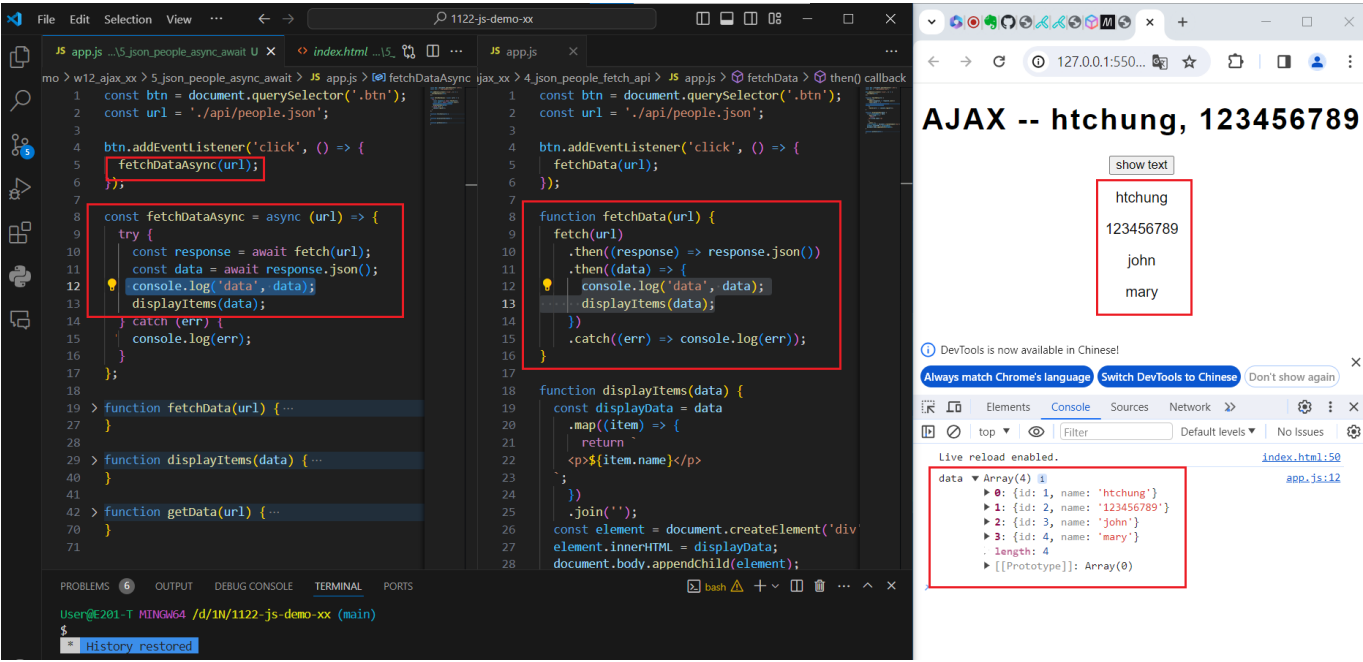 File Edit Selection View ··· ← → 1122-js-demo-xx
JS app.js ...\5_json_people_async_await U × <> index.html ...\5_ ···
mo > w12_ajax_xx > 5_json_people_async_await > JS app.js > fetchDataAsync
1 const btn = document.querySelector('.btn');
2 const url = './api/people.json';
3
4 btn.addEventListener('click', () => {
5 fetchDataAsync(url);
6 });
7
8 const fetchDataAsync = async (url) => {
9 try {
10 const response = await fetch(url);
11 const data = await response.json();
12 console.log('data', data);
13 displayItems(data);
14 } catch (err) {
15 console.log(err);
16 }
17 };
18
19 > function fetchData(url) { ···
27 }
28
29 > function displayItems(data) { ···
40 }
41
42 > function getData(url) { ···
70 }
71
JS app.js × ···
ajax_xx > 4_json_people_fetch_api > JS app.js > fetchData > then() callback
1 const btn = document.querySelector('.btn');
2 const url = './api/people.json';
3
4 btn.addEventListener('click', () => {
5 fetchData(url);
6 });
7
8 function fetchData(url) {
9 fetch(url)
10 .then((response) => response.json())
11 .then((data) => {
12 console.log('data', data);
13 displayItems(data);
14 })
15 .catch((err) => console.log(err));
16 }
17
18 function displayItems(data) {
19 const displayData = data
20 .map((item) => {
21 return `
22 <p>${item.name}</p>
23 `;
24 })
25 .join('');
26 const element = document.createElement('div'
27 element.innerHTML = displayData;
28 document.body.appendChild(element);
5
PROBLEMS 6 OUTPUT DEBUG CONSOLE TERMINAL PORTS bash
User@E201-T MINGW64 /d/1N/1122-js-demo-xx (main)
$
* History restored
127.0.0.1:550...
AJAX -- htchung, 123456789
show text
htchung
123456789
john
mary
DevTools is now available in Chinese!
Always match Chrome's language Switch DevTools to Chinese Don't show again
Elements Console Sources Network
top Filter Default levels No Issues
Live reload enabled. index.html:50
data ▼ Array(4) i app.js:12
▶ 0: {id: 1, name: 'htchung'}
▶ 1: {id: 2, name: '123456789'}
▶ 2: {id: 3, name: 'john'}
▶ 3: {id: 4, name: 'mary'}
length: 4
▶ [[Prototype]]: Array(0)